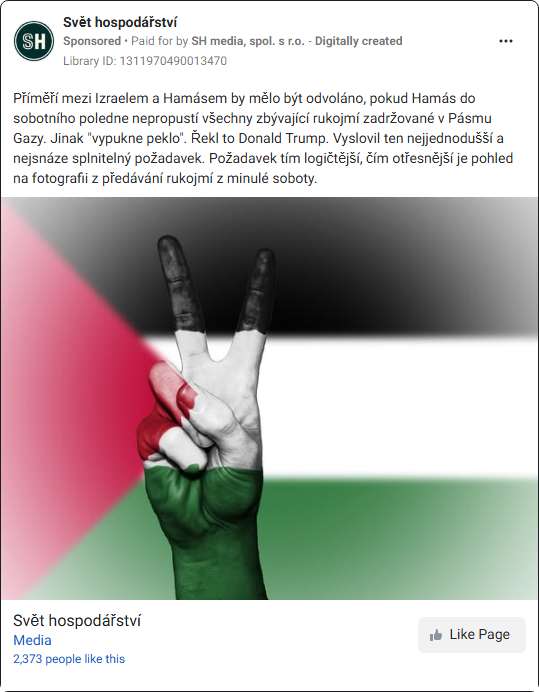 Svět hospodářství
Sponsored • Paid for by SH media, spol. s r.o. - Digitally created
Library ID: 1311970490013470
SH
Příměří mezi Izraelem a Hamásem by mělo být odvoláno, pokud Hamás do
sobotního poledne nepropustí všechny zbývající rukojmí zadržované v Pásmu
Gazy. Jinak "vypukne peklo". Řekl to Donald Trump. Vyslovil ten nejjednodušší a
nejsnáze splnitelný požadavek. Požadavek tím logičtější, čím otřesnější je pohled
na fotografii z předávání rukojmí z minulé soboty.
Svět hospodářství
Media
2,373 people like this
Like Page